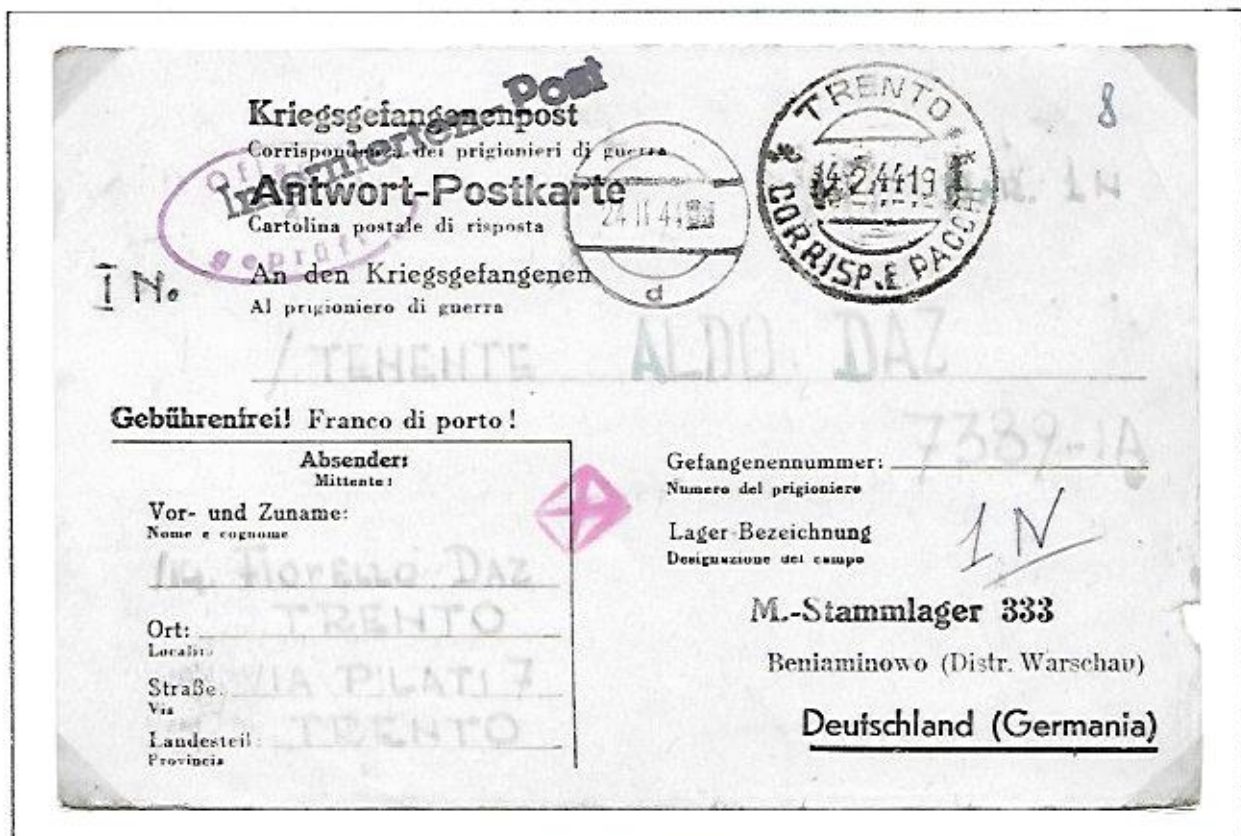 Kriegsgefangenenpost
Internierten-Post
Corrispondenza dei prigionieri di guerra
Antwort-Postkarte
Cartolina postale di risposta
geprüft
TRENTO
14.2.44 19
CORRISP. E PACCHI
24 II 44
d
8
1N
I N.
An den Kriegsgefangenen
Al prigioniero di guerra
TENENTE ALDO DAZ
Gebührenfrei! Franco di porto!
Absender:
Mittente:
Vor- und Zuname:
Nome e cognome
FIORELLO DAZ
TRENTO
Ort:
Località
VIA PILATI 7
Straße:
Via
TRENTO
Landesteil:
Provincia
7389-IA
Gefangenennummer:
Numero del prigioniero
Lager-Bezeichnung
Designazione del campo
1N
M.-Stammlager 333
Beniaminowo (Distr. Warschau)
Deutschland (Germania)